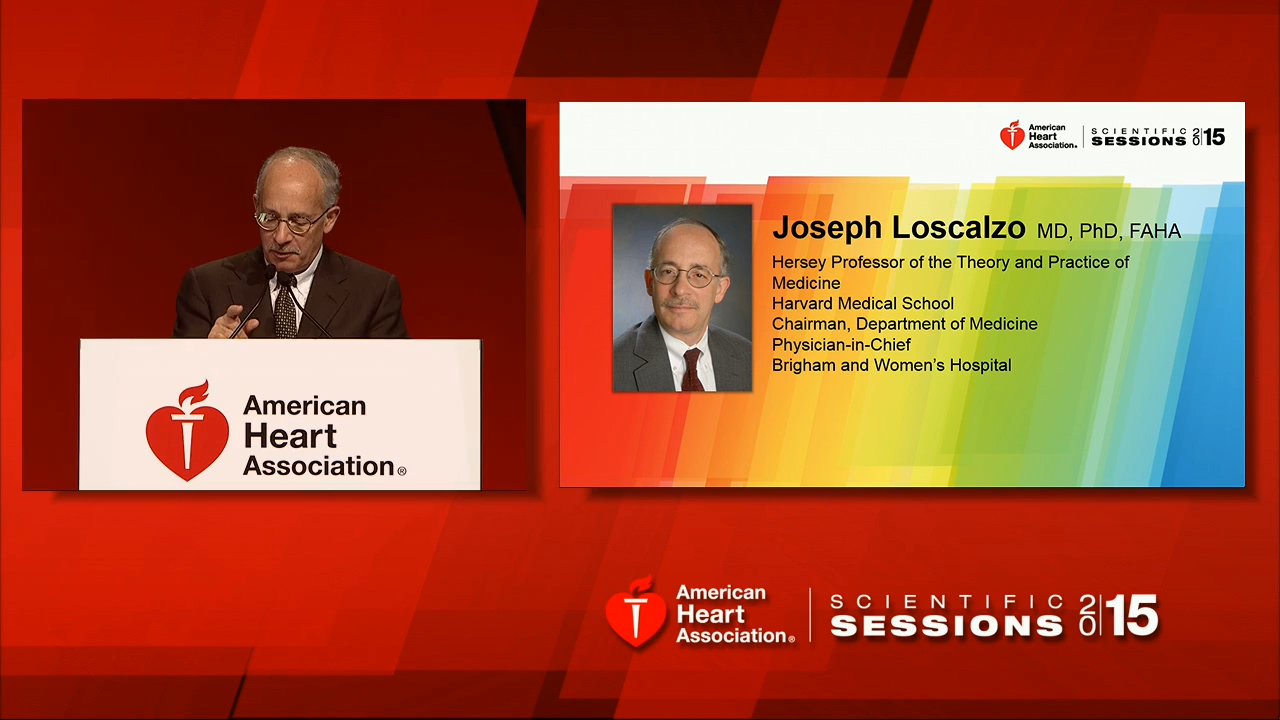 American
Heart
Association®
American
Heart
Association®
SCIENTIFIC
SESSIONS 2015
Joseph Loscalzo MD, PhD, FAHA
Hersey Professor of the Theory and Practice of
Medicine
Harvard Medical School
Chairman, Department of Medicine
Physician-in-Chief
Brigham and Women's Hospital
American
Heart
Association®
SCIENTIFIC
SESSIONS 2015